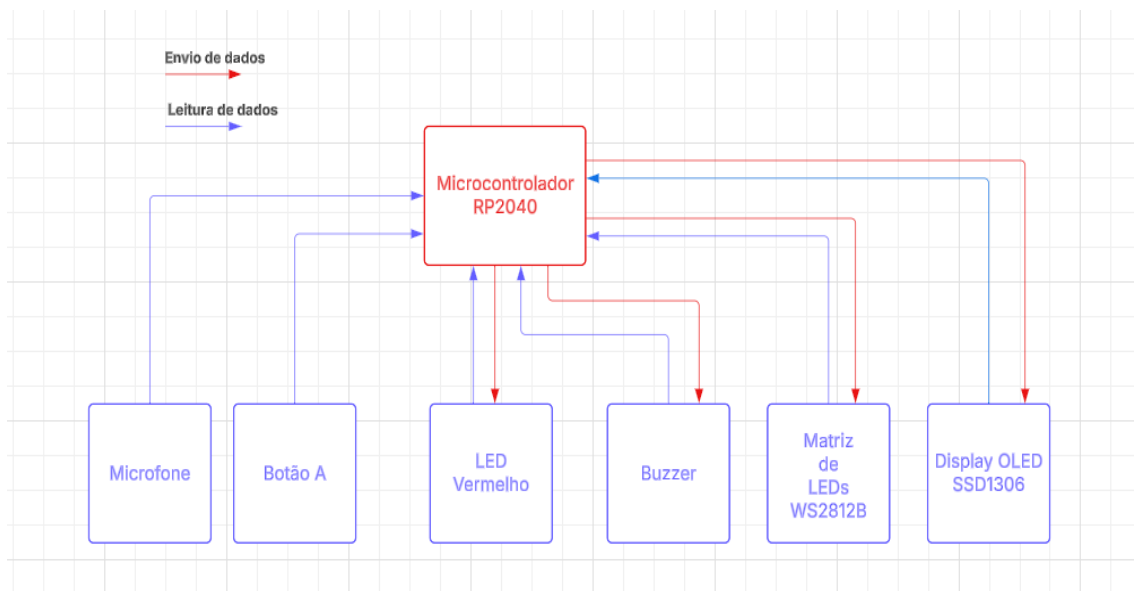 Envio de dados
Leitura de dados
Microcontrolador
RP2040
Microfone
Botão A
LED
Vermelho
Buzzer
Matriz
de
LEDs
WS2812B
Display OLED
SSD1306